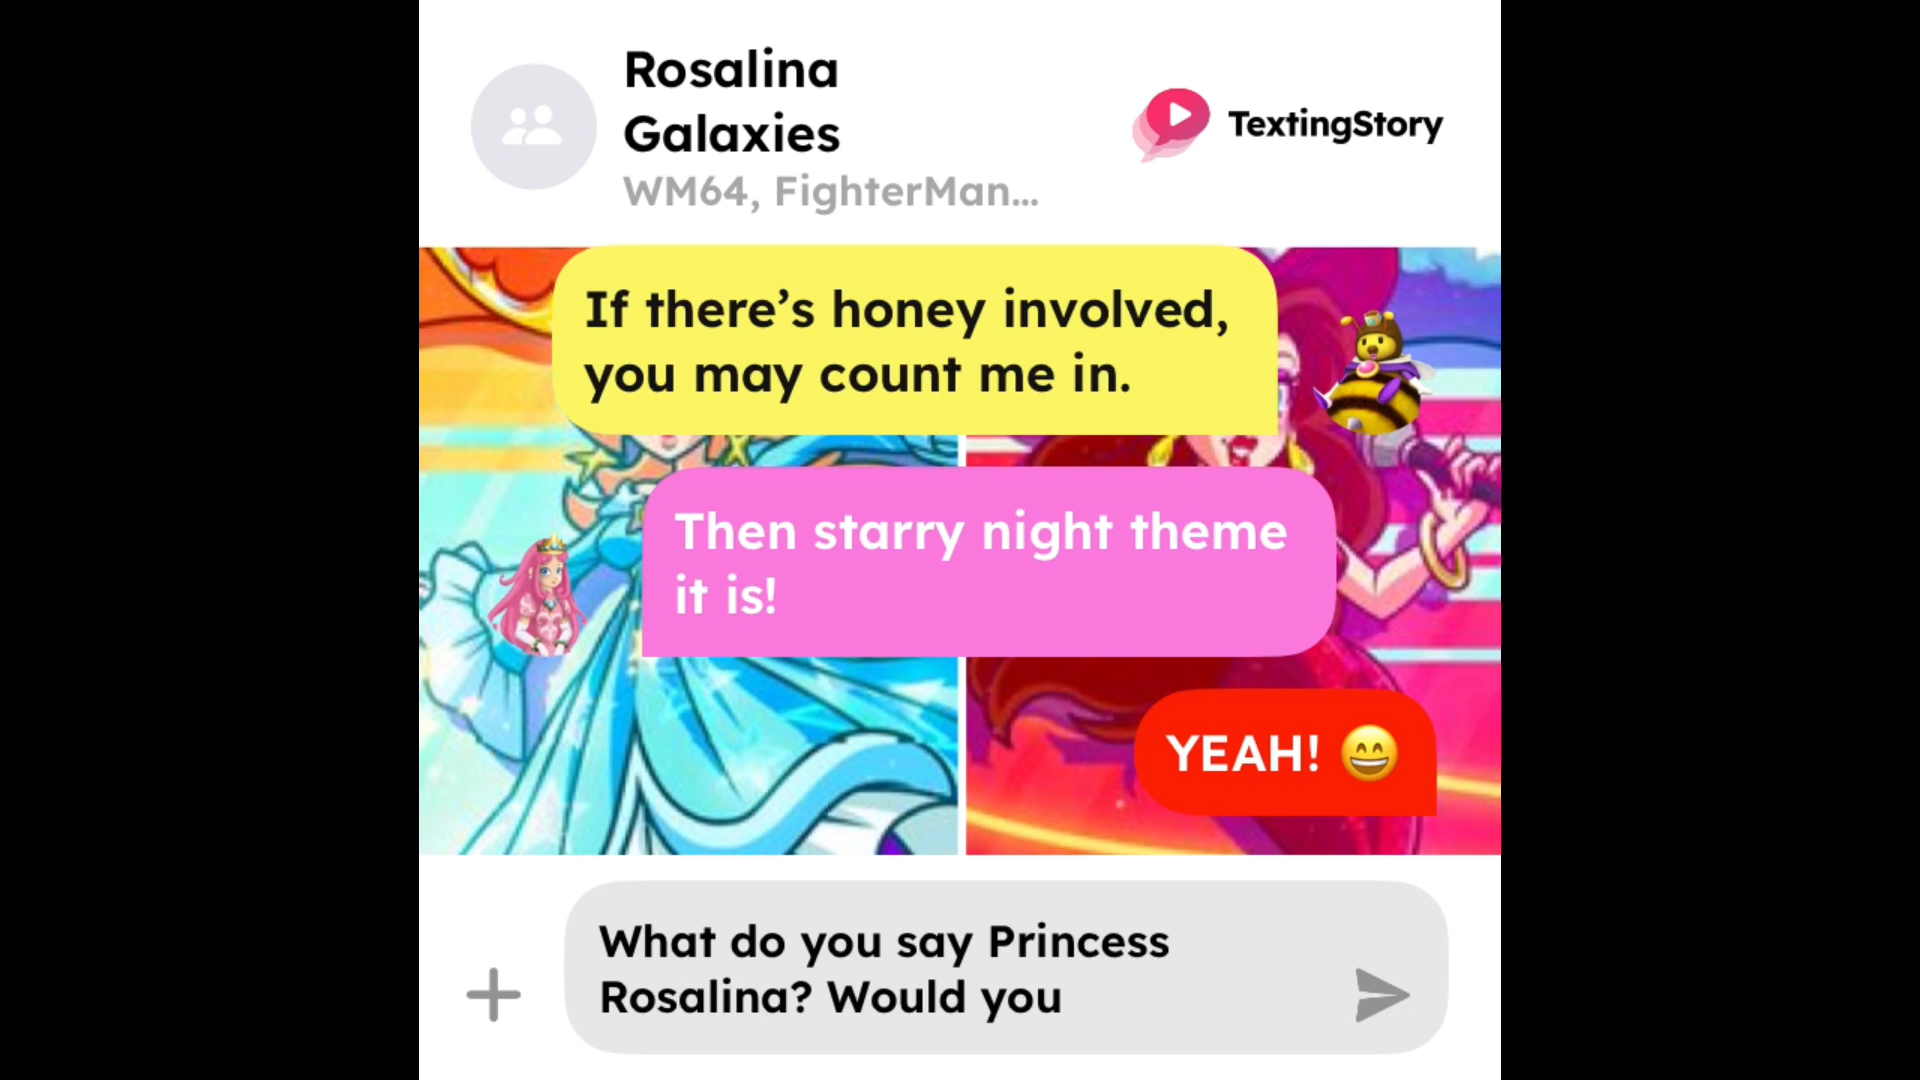 Rosalina
Galaxies
WM64, FighterMan...
TextingStory
If there’s honey involved,
you may count me in.
Then starry night theme
it is!
YEAH! 😄
What do you say Princess
Rosalina? Would you